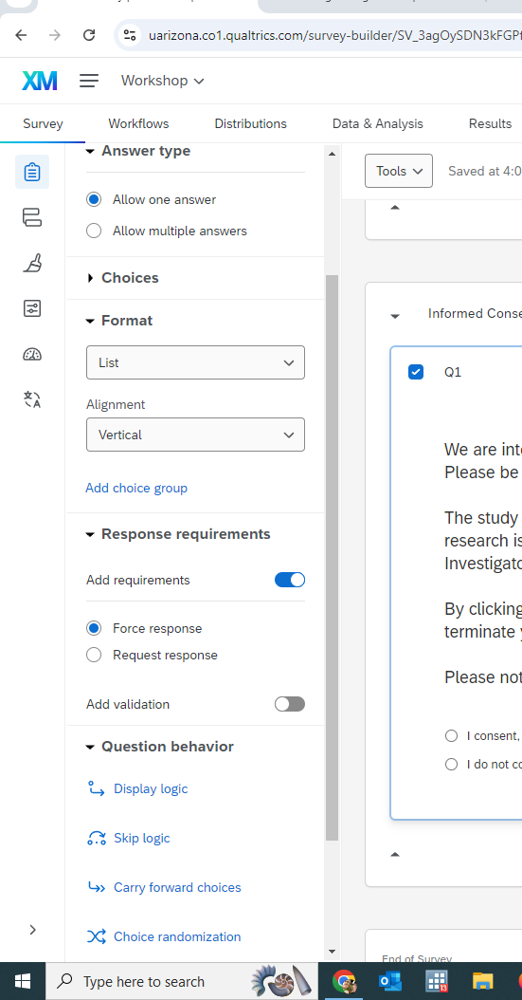 uarizona.co1.qualtrics.com/survey-builder/SV_3agOySDN3kFGPf
XM
Workshop
Survey
Workflows
Distributions
Data & Analysis
Results
Answer type
Allow one answer
Allow multiple answers
Choices
Format
List
Alignment
Vertical
Add choice group
Response requirements
Add requirements
Force response
Request response
Add validation
Question behavior
Display logic
Skip logic
Carry forward choices
Choice randomization
Tools
Saved at 4:0
Informed Conse
Q1
We are int
Please be
The study
research is
Investigato
By clicking
terminate y
Please not
I consent,
I do not co
End of Survey
Type here to search
13